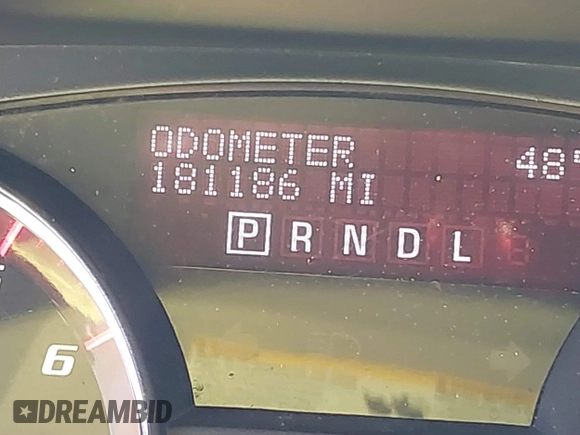 ODOMETER 48°
181186 MI
P R N D L
6
DREAMBID